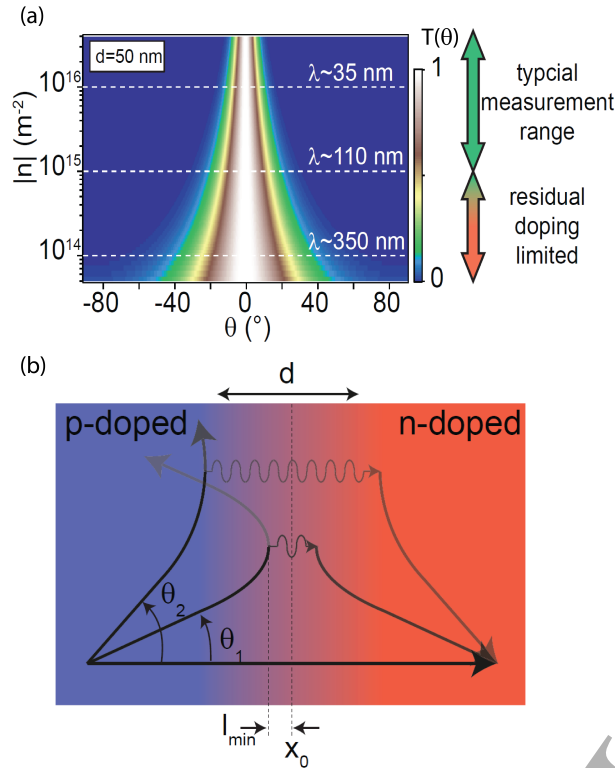 (a)
d=50 nm
T(θ)
1
0
10¹⁶
10¹⁵
10¹⁴
|n| (m⁻²)
λ~35 nm
λ~110 nm
λ~350 nm
-80 -40 0 40 80
θ (°)
typcial
measurement
range
residual
doping
limited
(b)
d
p-doped
n-doped
θ₂
θ₁
l_min
x₀